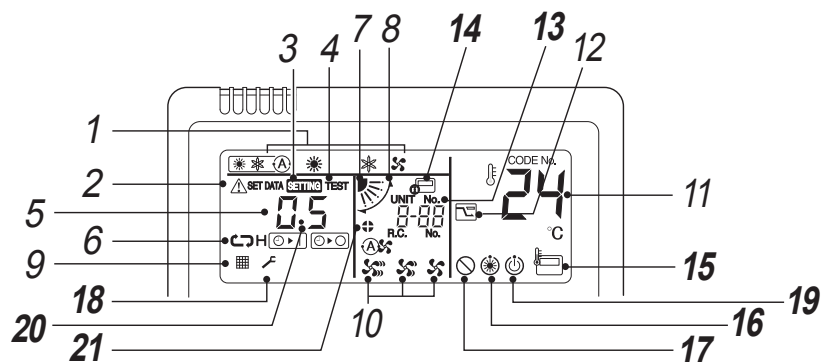 3 4 7 8 14 13 12
1
CODE No.
A
2 SET DATA SETTING TEST
UNIT No.
24 11
5 0.5
8-88
°C
R.C. No.
6 H
A
9
15
18 10 19
20 16
21 17